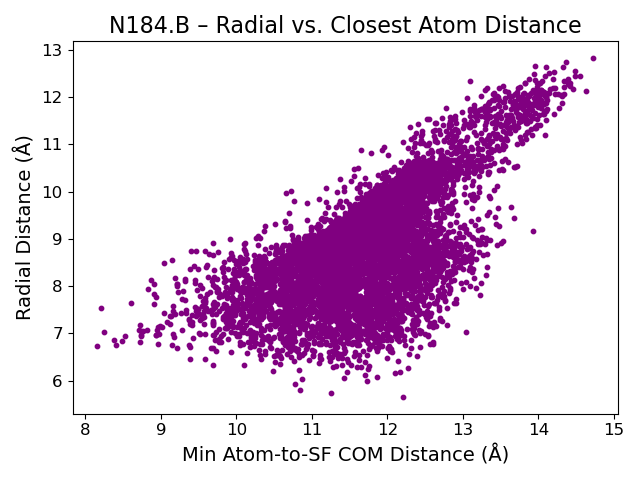 N184.B – Radial vs. Closest Atom Distance
13
12
11
10
9
8
7
6
Radial Distance (Å)
8 9 10 11 12 13 14 15
Min Atom-to-SF COM Distance (Å)